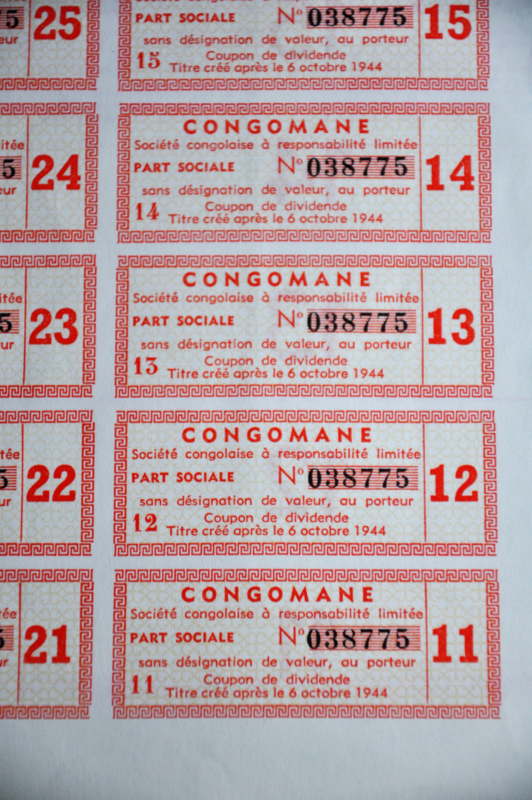 25
PART SOCIALE Nº 038775 15
sans désignation de valeur, au porteur
15 Coupon de dividende
Titre créé après le 6 octobre 1944
CONGOMANE
Société congolaise à responsabilité limitée
24
PART SOCIALE Nº 038775 14
sans désignation de valeur, au porteur
14 Coupon de dividende
Titre créé après le 6 octobre 1944
CONGOMANE
Société congolaise à responsabilité limitée
23
PART SOCIALE Nº 038775 13
sans désignation de valeur, au porteur
13 Coupon de dividende
Titre créé après le 6 octobre 1944
CONGOMANE
Société congolaise à responsabilité limitée
22
PART SOCIALE Nº 038775 12
sans désignation de valeur, au porteur
12 Coupon de dividende
Titre créé après le 6 octobre 1944
CONGOMANE
Société congolaise à responsabilité limitée
21
PART SOCIALE Nº 038775 11
sans désignation de valeur, au porteur
11 Coupon de dividende
Titre créé après le 6 octobre 1944